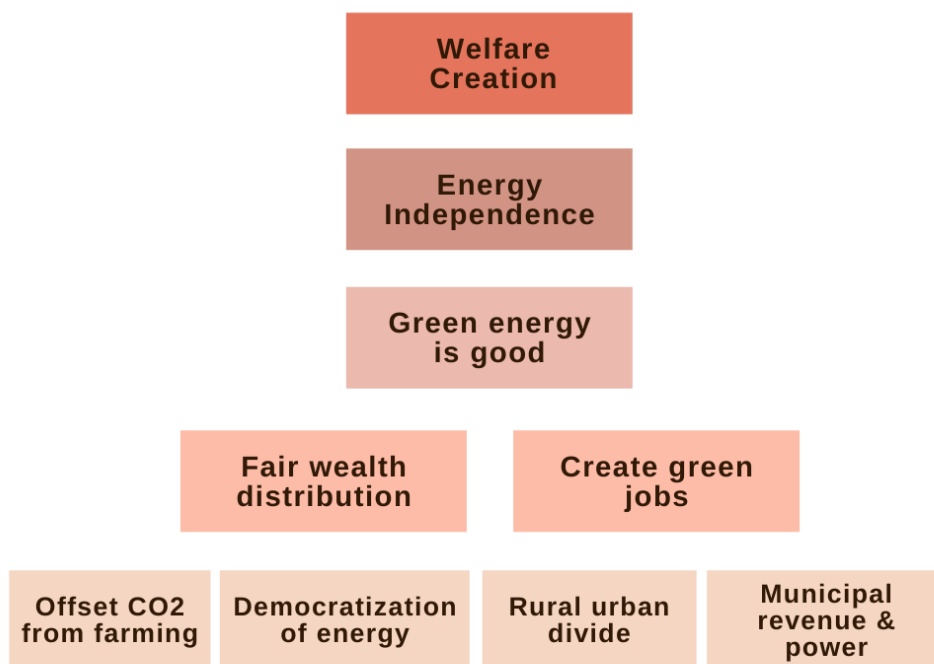 Welfare
Creation
Energy
Independence
Green energy
is good
Fair wealth
distribution
Create green
jobs
Offset CO2
from farming
Democratization
of energy
Rural urban
divide
Municipal
revenue &
power